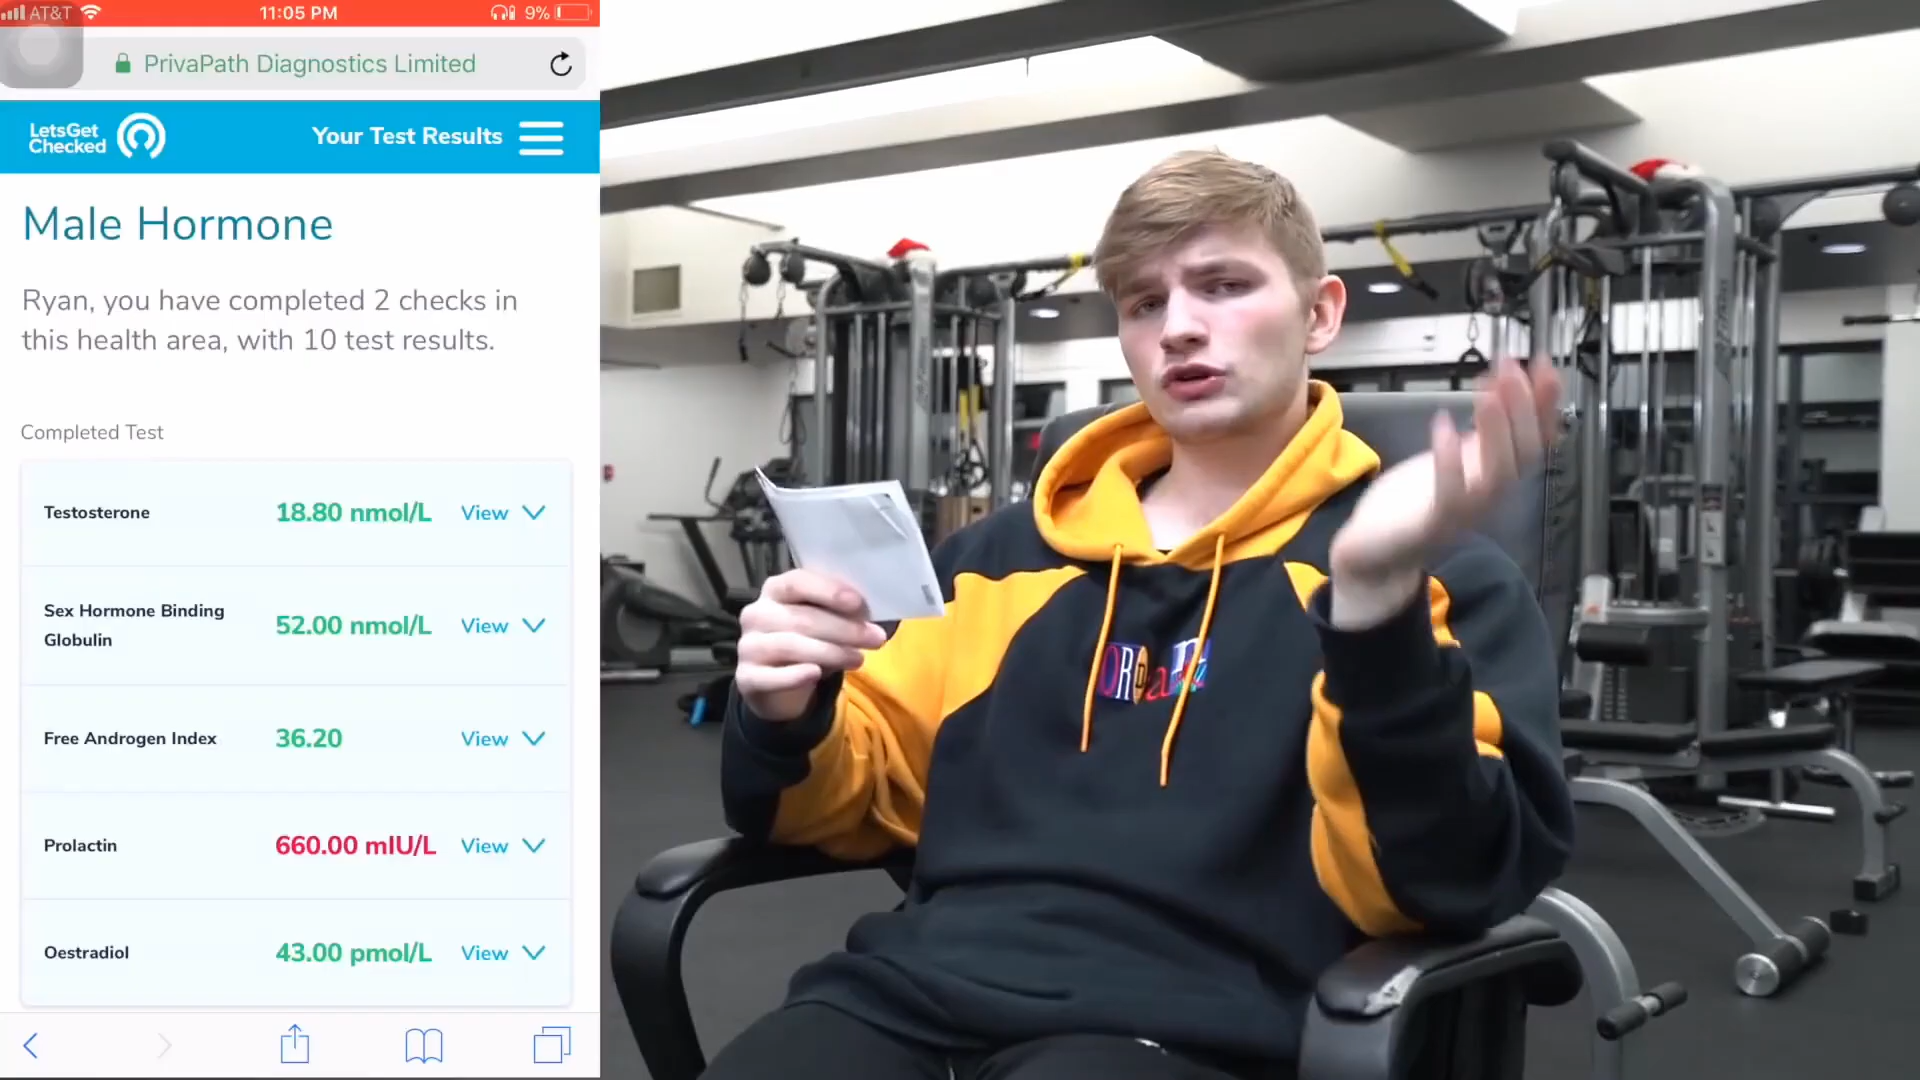 AT&T
11:05 PM
9%
PrivaPath Diagnostics Limited
LetsGet
Checked
Your Test Results
Male Hormone
Ryan, you have completed 2 checks in
this health area, with 10 test results.
Completed Test
Testosterone 18.80 nmol/L View
Sex Hormone Binding
Globulin 52.00 nmol/L View
Free Androgen Index 36.20 View
Prolactin 660.00 mIU/L View
Oestradiol 43.00 pmol/L View